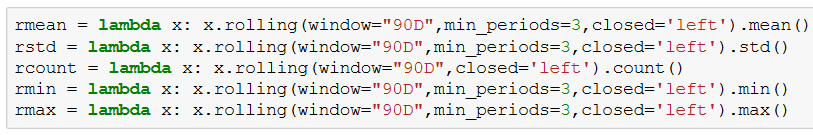 rmean = lambda x: x.rolling(window="90D",min_periods=3,closed='left').mean()
rstd = lambda x: x.rolling(window="90D",min_periods=3,closed='left').std()
rcount = lambda x: x.rolling(window="90D",closed='left').count()
rmin = lambda x: x.rolling(window="90D",min_periods=3,closed='left').min()
rmax = lambda x: x.rolling(window="90D",min_periods=3,closed='left').max()